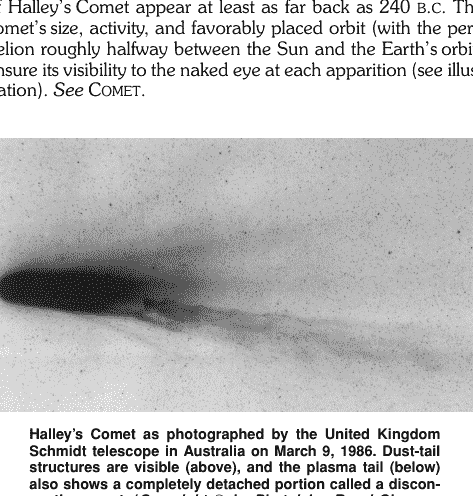 f Halley's Comet appear at least as far back as 240 B.C. Th
omet's size, activity, and favorably placed orbit (with the per
elion roughly halfway between the Sun and the Earth's orbi
nsure its visibility to the naked eye at each apparition (see illus
ation). See COMET.
Halley's Comet as photographed by the United Kingdom
Schmidt telescope in Australia on March 9, 1986. Dust-tail
structures are visible (above), and the plasma tail (below)
also shows a completely detached portion called a discon-